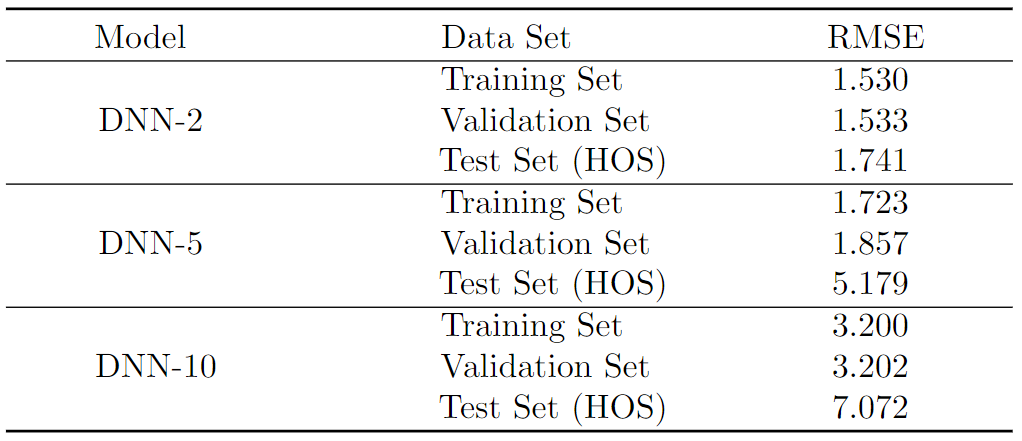 Model Data Set RMSE
Training Set 1.530
DNN-2 Validation Set 1.533
Test Set (HOS) 1.741
Training Set 1.723
DNN-5 Validation Set 1.857
Test Set (HOS) 5.179
Training Set 3.200
DNN-10 Validation Set 3.202
Test Set (HOS) 7.072